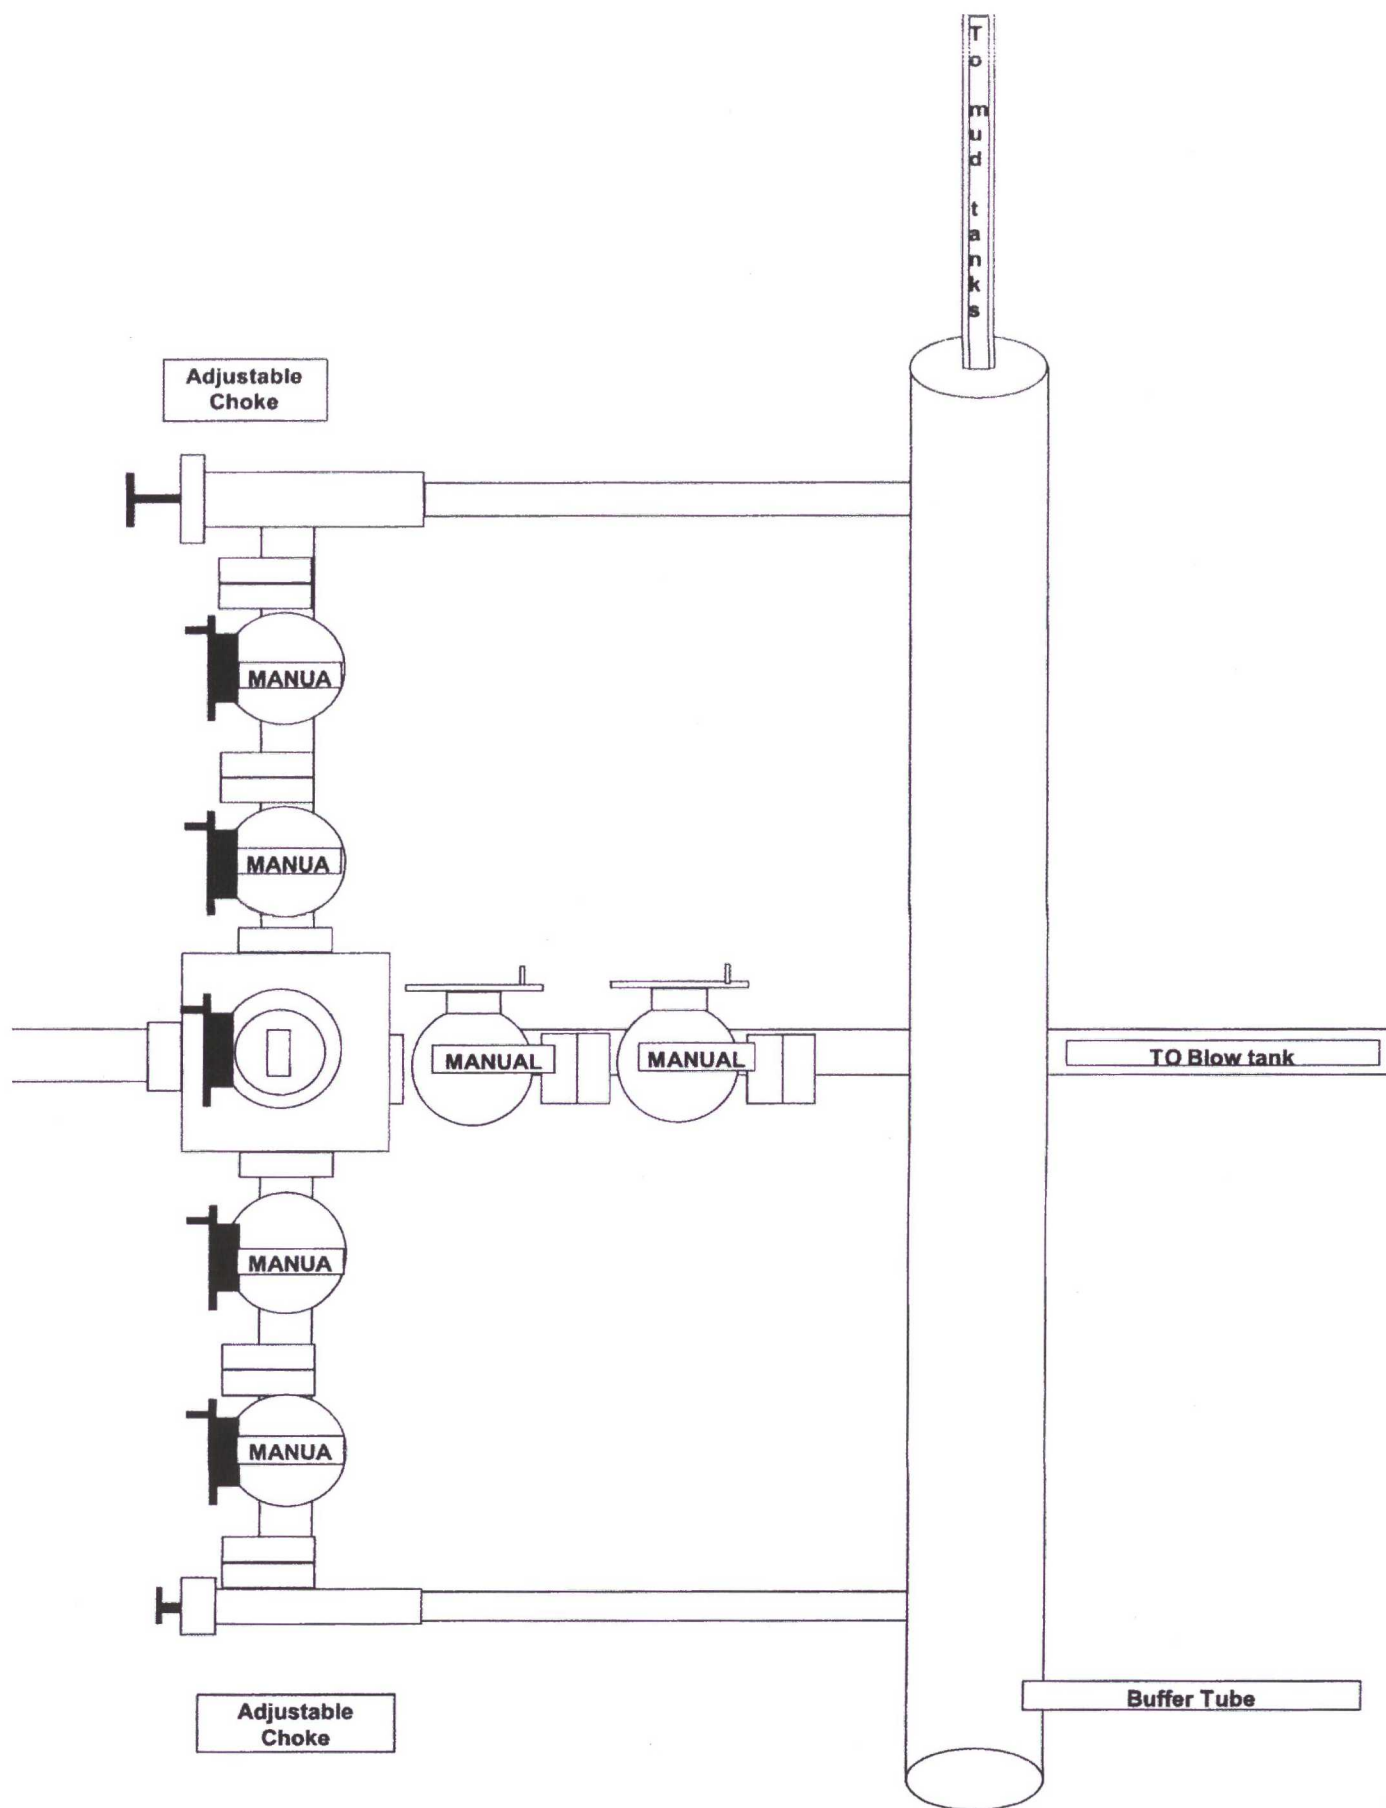 To mud tanks
Adjustable
Choke
MANUA
MANUA
MANUAL
MANUAL
TO Blow tank
MANUA
MANUA
Buffer Tube
Adjustable
Choke